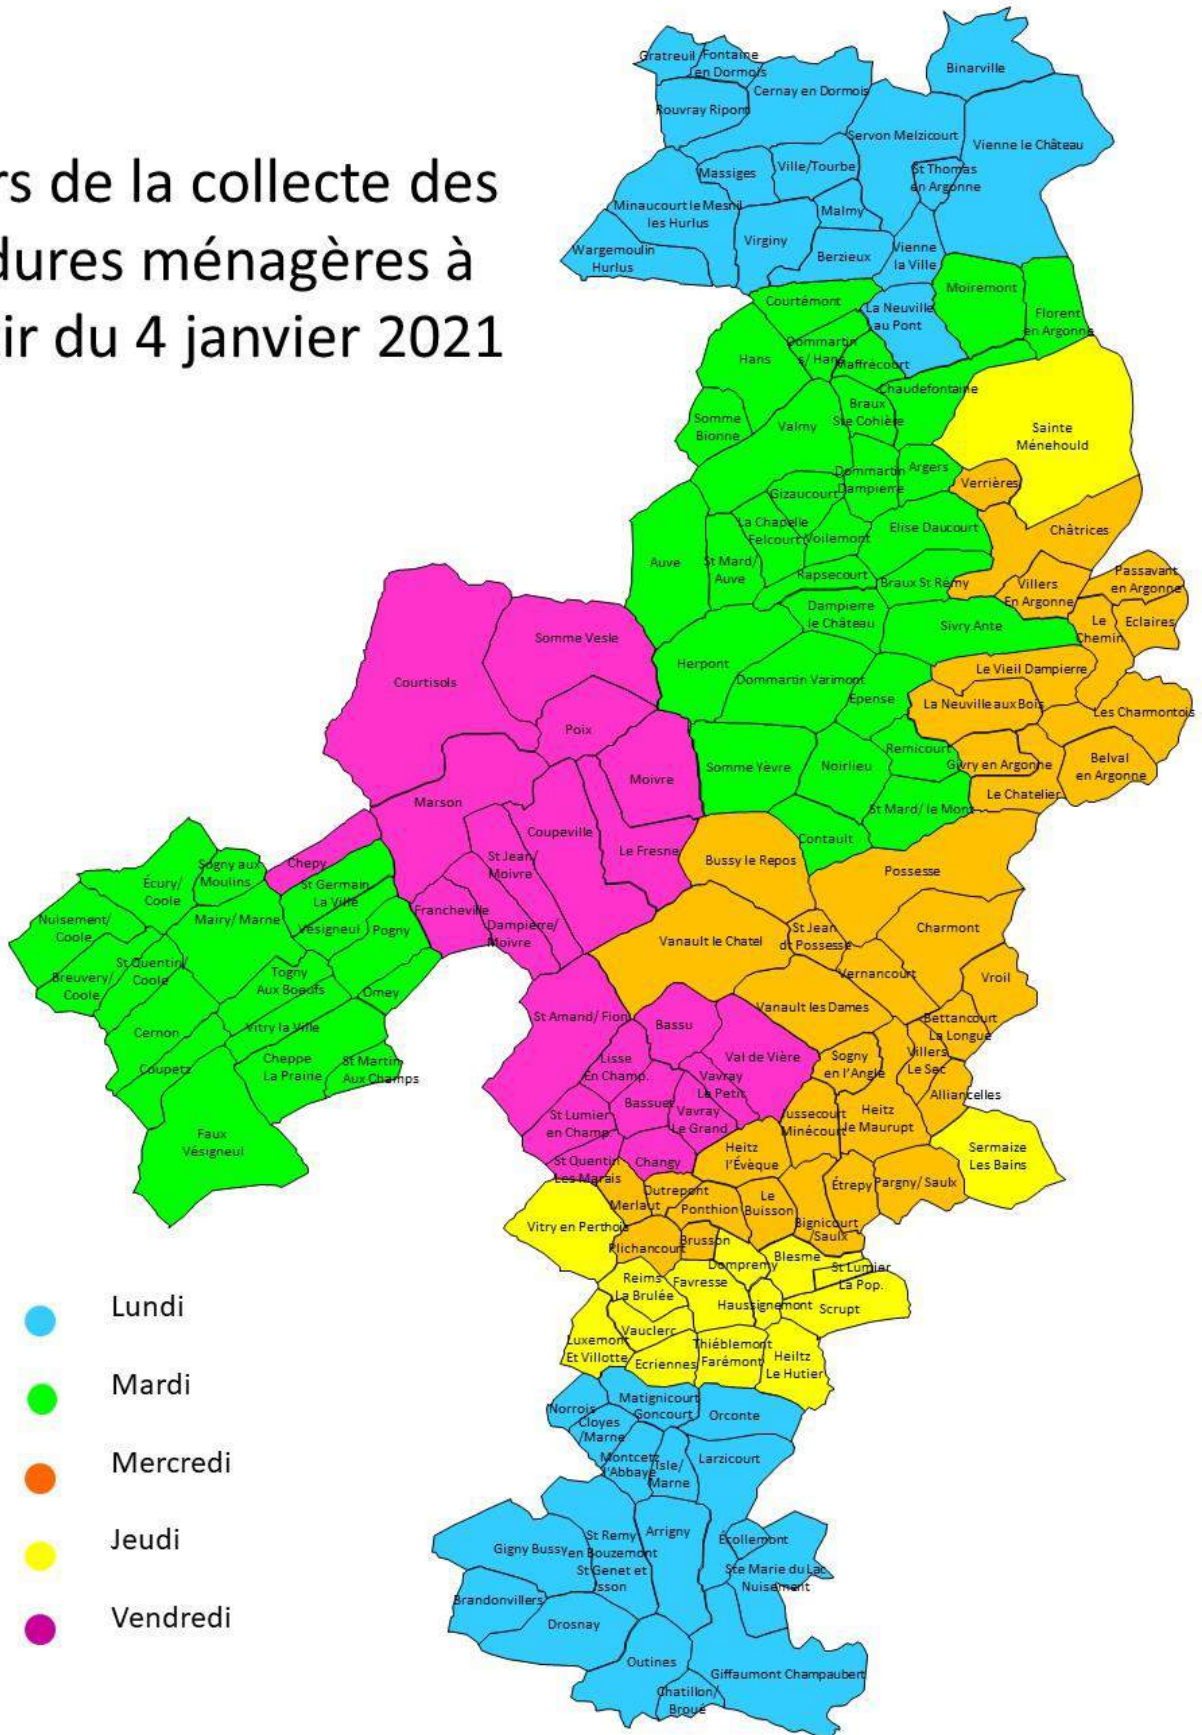 rs de la collecte des
dures ménagères à
ir du 4 janvier 2021
Gratreuil
Fontaine
en Dormois
Binarville
Cernay en Dormois
Rouvray Ripont
Servon Melzicourt
Vienne le Château
Massiges
Ville/Tourbe
St Thomas
en Argonne
Minaucourt le Mesnil
les Hurlus
Malmy
Virginy
Wargemoulin
Hurlus
Berzieux
Vienne
la Ville
Courtémont
La Neuville
au Pont
Moiremont
Florent
en Argonne
Hans
Dommartin
s/ Hans
Maffrécourt
Chaudefontaine
Somme
Bionne
Valmy
Braux
Ste Cohière
Sainte
Ménehould
Dommartin
Dampierre
Argers
Verrières
Gizaucourt
La Chapelle
Felcourt
Voilemont
Elise Daucourt
Châtrices
Auve
St Mard/
Auve
Rapsecourt
Braux St Rémy
Villers
En Argonne
Passavant
en Argonne
Dampierre
le Château
Sivry Ante
Le
Chemin
Eclaires
Somme Vesle
Courtisols
Herpont
Dommartin Varimont
Epense
Le Vieil Dampierre
La Neuville aux Bois
Les Charmontois
Poix
Moivre
Somme Yèvre
Noirlieu
Remicourt
Givry en Argonne
Belval
en Argonne
Le Chatelier
Marson
Coupeville
St Mard/ le Mont
Contault
Chepy
St Jean/
Moivre
Le Fresne
Bussy le Repos
Possesse
Sogny aux
Moulins
Écury/
Coole
St Germain
La Ville
Francheville
Dampierre/
Moivre
Nuisement/
Coole
Mairy/ Marne
Vésigneul
Pogny
Vanault le Chatel
St Jean
dt Possesse
Charmont
Breuvery/
Coole
St Quentin/
Coole
Togny
Aux Boeufs
Omey
Vernancourt
Vroil
Cernon
Vitry la Ville
St Amand/ Fion
Bassu
Vanault les Dames
Bettancourt
La Longue
Coupetz
Cheppe
La Prairie
St Martin
Aux Champs
Lisse
En Champ.
Val de Vière
Sogny
en l'Angle
Villers
Le Sec
Faux
Vésigneul
St Lumier
en Champ.
Bassuet
Vavray
Le Petit
Vavray
Le Grand
ussecourt
Minécourt
Heitz
le Maurupt
Alliancelles
St Quentin
Les Marais
Changy
Heitz
l'Évèque
Sermaize
Les Bains
Merlaut
Outrepont
Ponthion
Le
Buisson
Étrepy
Pargny/ Saulx
Vitry en Perthois
Plichancourt
Brusson
Bignicourt
/Saulx
Dompremy
Blesme
St Lumier
La Pop.
Reims
La Brulée
Favresse
Haussignemont
Scrupt
Luxemont
Et Villotte
Vauclerc
Ecriennes
Thiéblemont
Farémont
Heiltz
Le Hutier
Norrois
Matignicourt
Goncourt
Orconte
Cloyes
/Marne
Montcetz
l'Abbaye
Isle/
Marne
Larzicourt
Gigny Bussy
St Remy
en Bouzemont
St Genet et
Isson
Arrigny
Écollemont
Ste Marie du Lac
Nuisement
Brandonvillers
Drosnay
Outines
Giffaumont Champaubert
Chatillon/
Broué
Lundi
Mardi
Mercredi
Jeudi
Vendredi